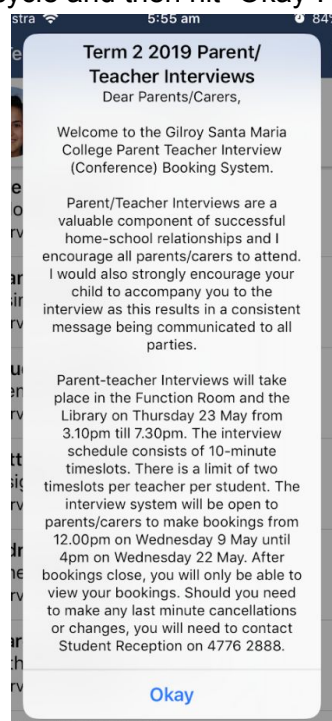 cycle and then hit "Okay".
stra 5:55 am 84%
Term 2 2019 Parent/
Teacher Interviews
Dear Parents/Carers,
Welcome to the Gilroy Santa Maria
College Parent Teacher Interview
(Conference) Booking System.
Parent/Teacher Interviews are a
valuable component of successful
home-school relationships and I
encourage all parents/carers to attend.
I would also strongly encourage your
child to accompany you to the
interview as this results in a consistent
message being communicated to all
parties.
Parent-teacher Interviews will take
place in the Function Room and the
Library on Thursday 23 May from
3.10pm till 7.30pm. The interview
schedule consists of 10-minute
timeslots. There is a limit of two
timeslots per teacher per student. The
interview system will be open to
parents/carers to make bookings from
12.00pm on Wednesday 9 May until
4pm on Wednesday 22 May. After
bookings close, you will only be able to
view your bookings. Should you need
to make any last minute cancellations
or changes, you will need to contact
Student Reception on 4776 2888.
Okay